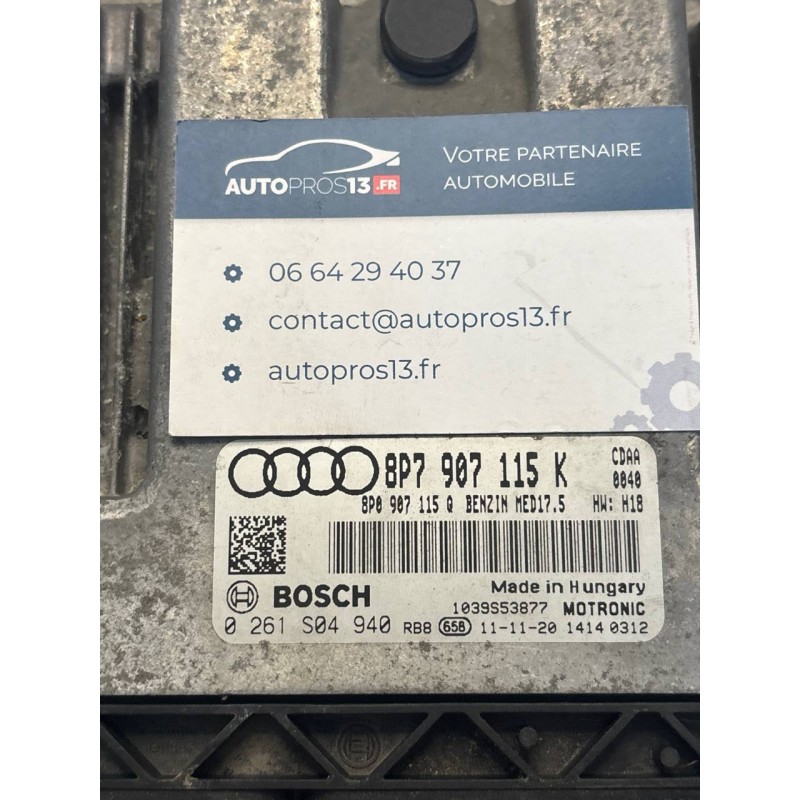 AUTOPROS13.FR
VOTRE PARTENAIRE
AUTOMOBILE
06 64 29 40 37
contact@autopros13.fr
autopros13.fr
8P7 907 115 K
CDAA
0040
8P0 907 115 Q BENZIN MED17.5 HW: H18
BOSCH
Made in Hungary
1039S53877 MOTRONIC
0 261 S04 940 RB8 65B 11-11-20 1414 0312